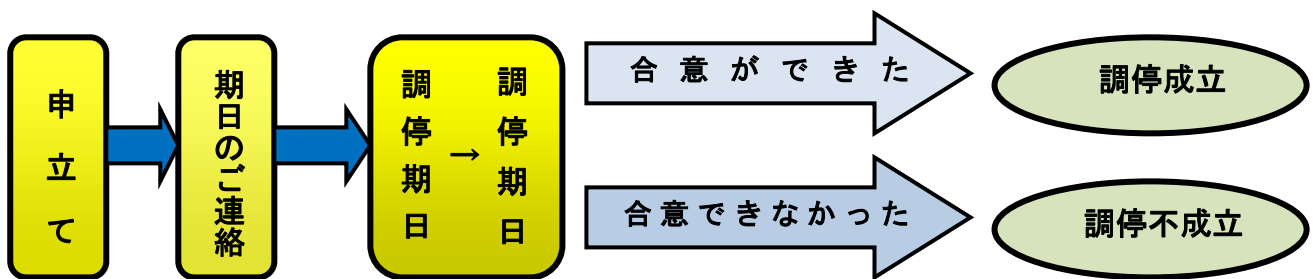 申立て
期日のご連絡
調停期日
→
調停期日
合意ができた
調停成立
合意できなかった
調停不成立